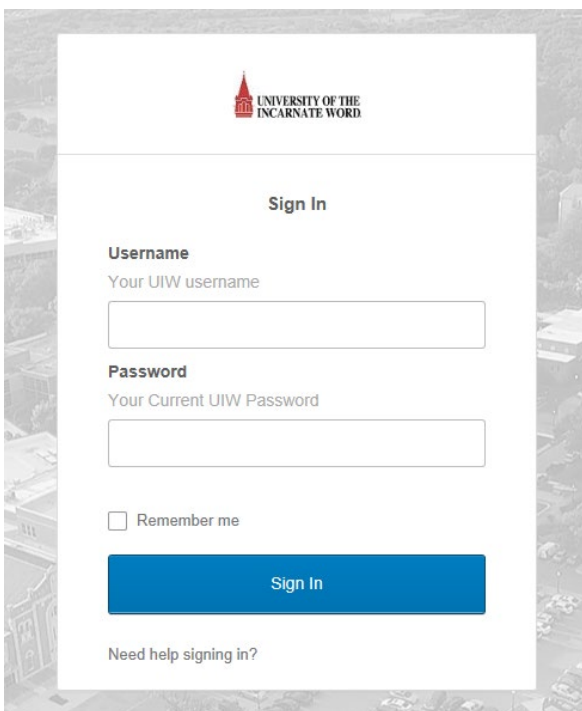 UNIVERSITY OF THE
INCARNATE WORD
Sign In
Username
Your UIW username
Password
Your Current UIW Password
Remember me
Sign In
Need help signing in?